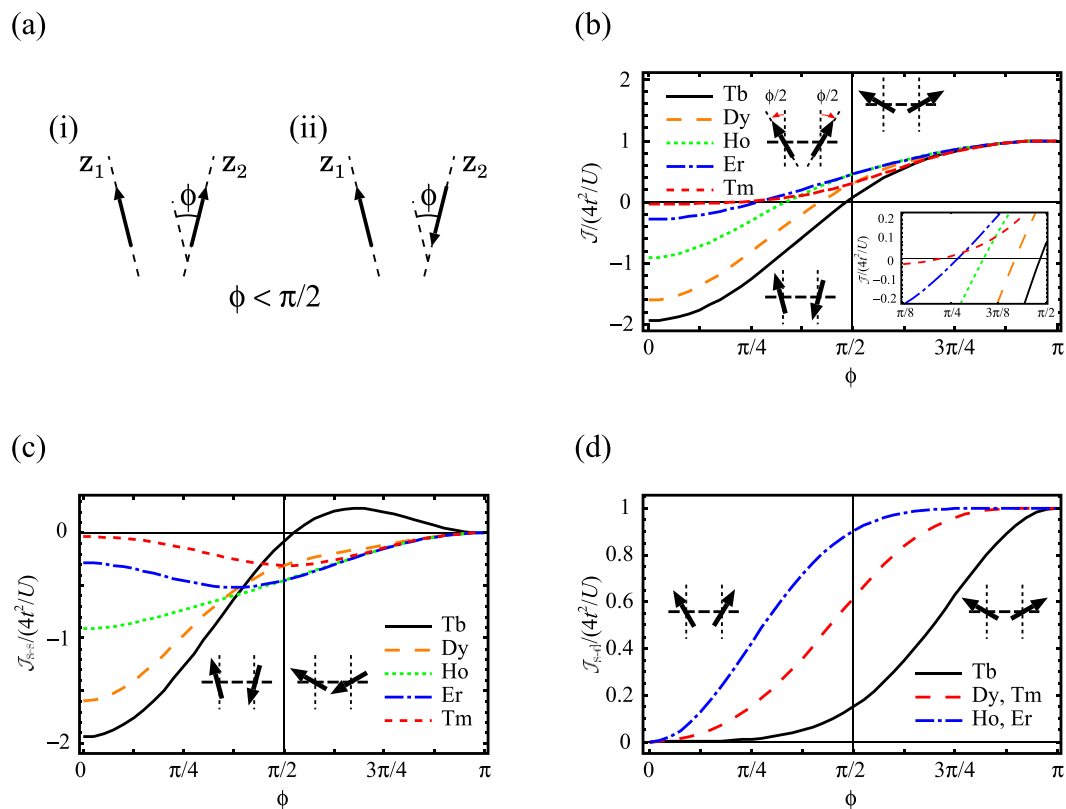 (a)
(i)
(ii)
z1
z2
ϕ
z1
z2
ϕ
ϕ < π/2
(b)
𝒥/(4t²/U)
2
1
0
−1
−2
Tb
Dy
Ho
Er
Tm
ϕ/2
ϕ/2
𝒥/(4t²/U)
0.2
0.1
0
−0.1
−0.2
π/8
π/4
3π/8
π/2
0
π/4
π/2
3π/4
π
ϕ
(c)
𝒥s-s/(4t²/U)
0
−1
−2
Tb
Dy
Ho
Er
Tm
0
π/4
π/2
3π/4
π
ϕ
(d)
/(4t²/U)
1
0.8
0.6
0.4
0.2
0
Tb
Dy, Tm
Ho, Er
0
π/4
π/2
3π/4
π
ϕ